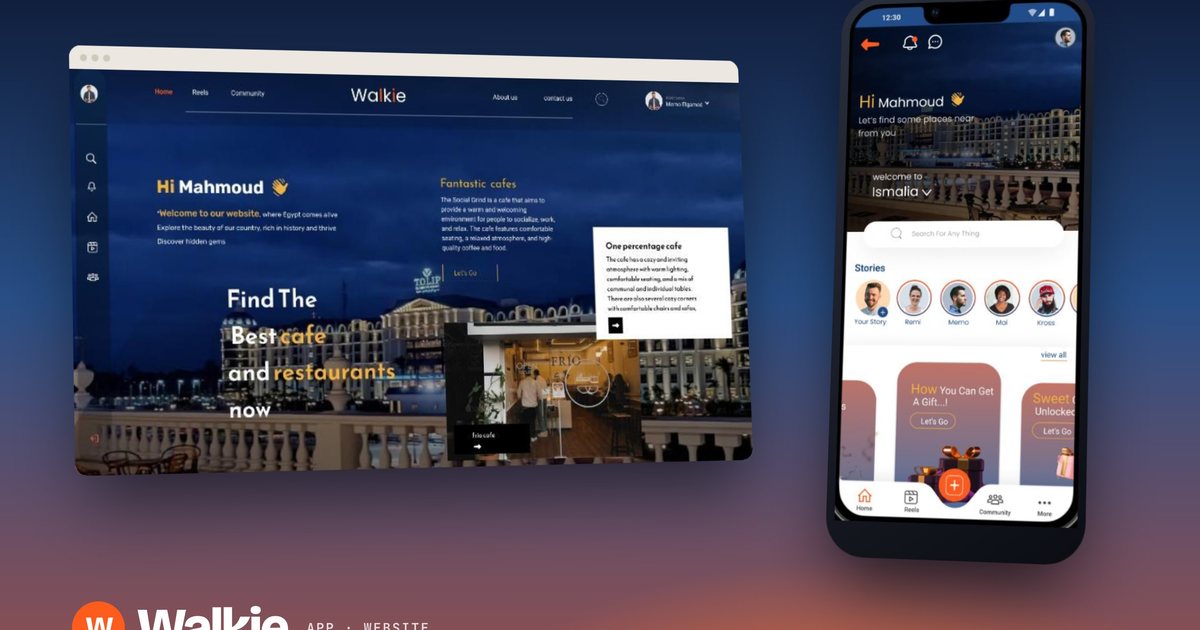 Home Reels Community Walkie About us contact us
Memo Elgamed
Hi Mahmoud 👋
"Welcome to our website, where Egypt comes alive
Explore the beauty of our country, rich in history and thrive
Discover hidden gems
Fantastic cafes
The Social Grind is a cafe that aims to
provide a warm and welcoming
environment for people to socialize, work,
and relax. The cafe features comfortable
seating, a relaxed atmosphere, and high-
quality coffee and food.
Let's Go
One percentage cafe
The cafe has a cozy and inviting
atmosphere with warm lighting,
comfortable seating, and a mix of
communal and individual tables.
There are also several cozy corners
with comfortable chairs and sofas,
TOLIP
Find The
Best cafe
and restaurants
now
FRIO
frio cafe
12:30
Hi Mahmoud 👋
Let's find some places near
from you
welcome to
Ismalia
Search For Any Thing
Stories
Your Story Remi Memo Mai Kross
view all
s
How You Can Get
A Gift...!
Let's Go
Sweet
Unlocked
Let's Go
Home Reels Community More
W Walkie APP · WEBSITE